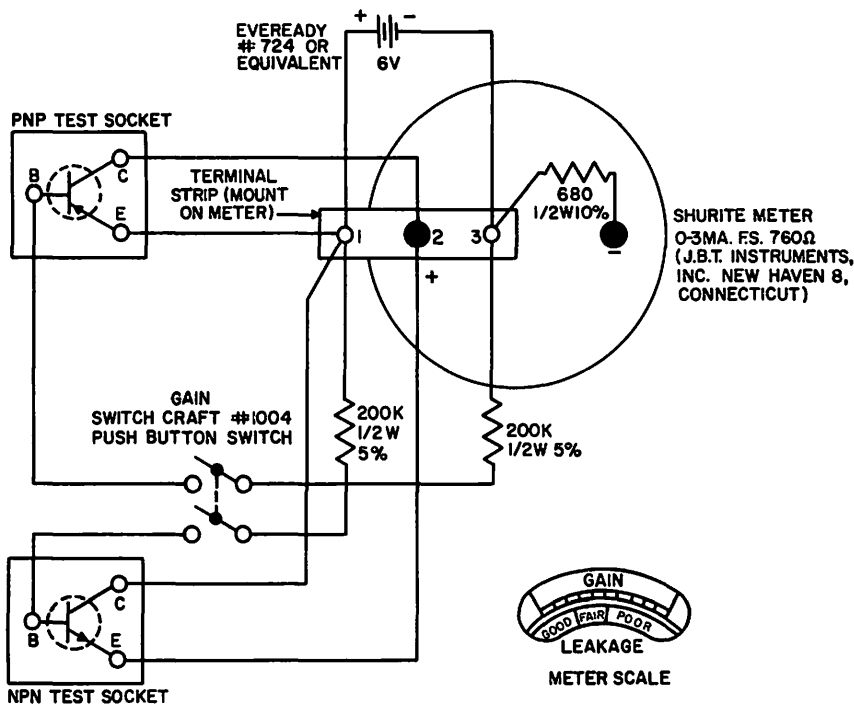 EVEREADY
# 724 OR
EQUIVALENT
+ -
6V
PNP TEST SOCKET
B
C
E
TERMINAL
STRIP (MOUNT
ON METER)
1
2
3
+
680
1/2W10%
-
SHURITE METER
0-3MA. F.S. 760Ω
(J.B.T. INSTRUMENTS,
INC. NEW HAVEN 8,
CONNECTICUT)
GAIN
SWITCH CRAFT #1004
PUSH BUTTON SWITCH
200K
1/2W
5%
200K
1/2W 5%
B
C
E
NPN TEST SOCKET
GAIN
GOOD FAIR POOR
LEAKAGE
METER SCALE